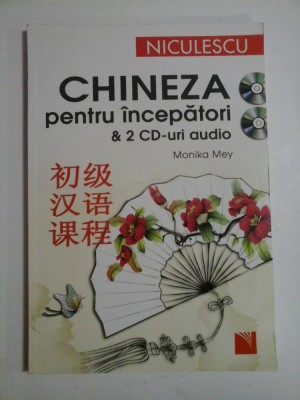 NICULESCU
CHINEZA
pentru începători
& 2 CD-uri audio
Monika Mey
初级
汉语
课程